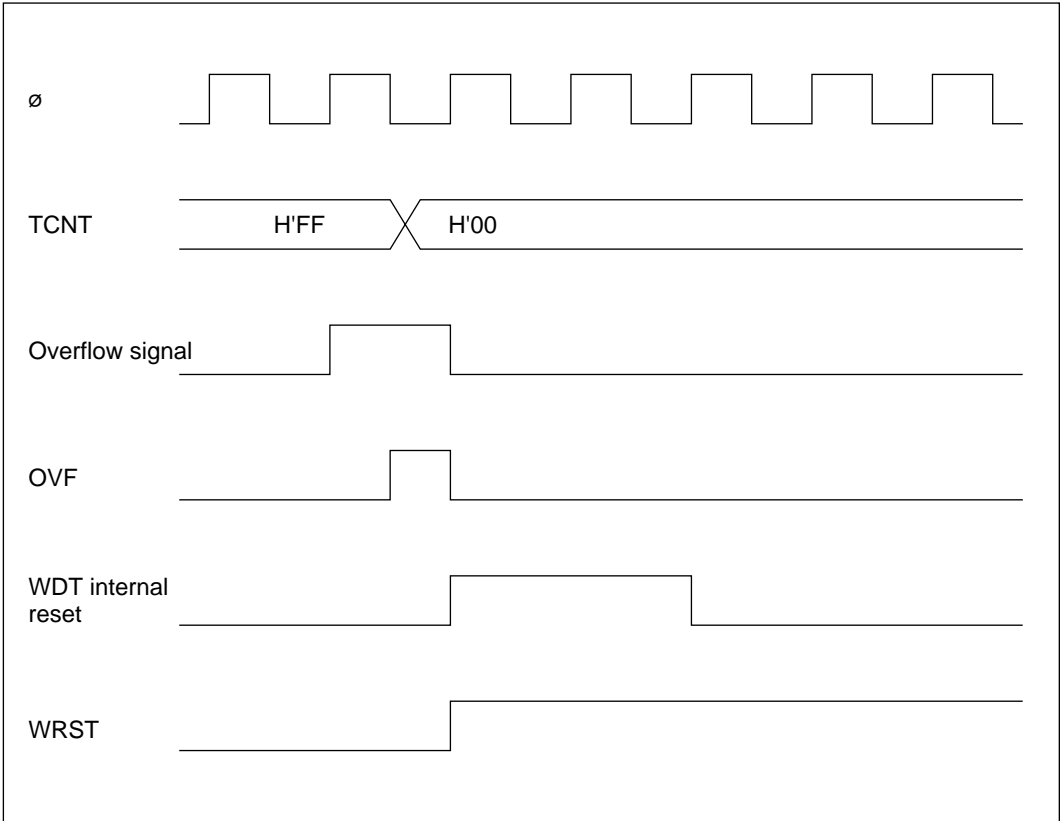 ø
TCNT
H'FF
H'00
Overflow signal
OVF
WDT internal
reset
WRST